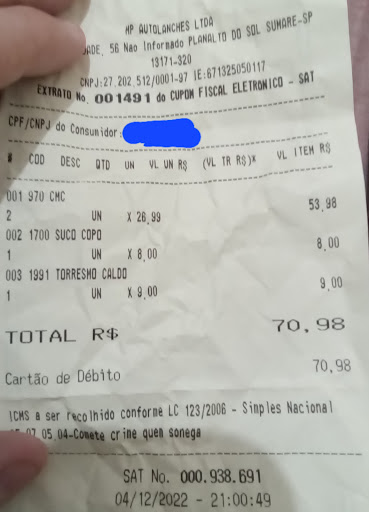 MP AUTOLANCHES LTDA
DADE, 56 Nao Informado PLANALTO DO SOL SUMARE-SP
13171-320
CNPJ:27.202.512/0001-97 IE:671325050117
EXTRATO No. 001491 do CUPOM FISCAL ELETRONICO - SAT
CPF/CNPJ do Consumidor:
# COD DESC QTD UN VL UN R$ (VL TR R$)* VL ITEM R$
001 970 CMC
2 UN X 26,99 53,98
002 1700 SUCO COPO
1 UN X 8,00 8,00
003 1991 TORRESMO CALDO
1 UN X 9,00 9,00
TOTAL R$ 70,98
Cartão de Débito 70,98
ICMS a ser recolhido conforme LC 123/2006 - Simples Nacional
07.05.04-Comete crime quem sonega
SAT No. 000.938.691
04/12/2022 - 21:00:49